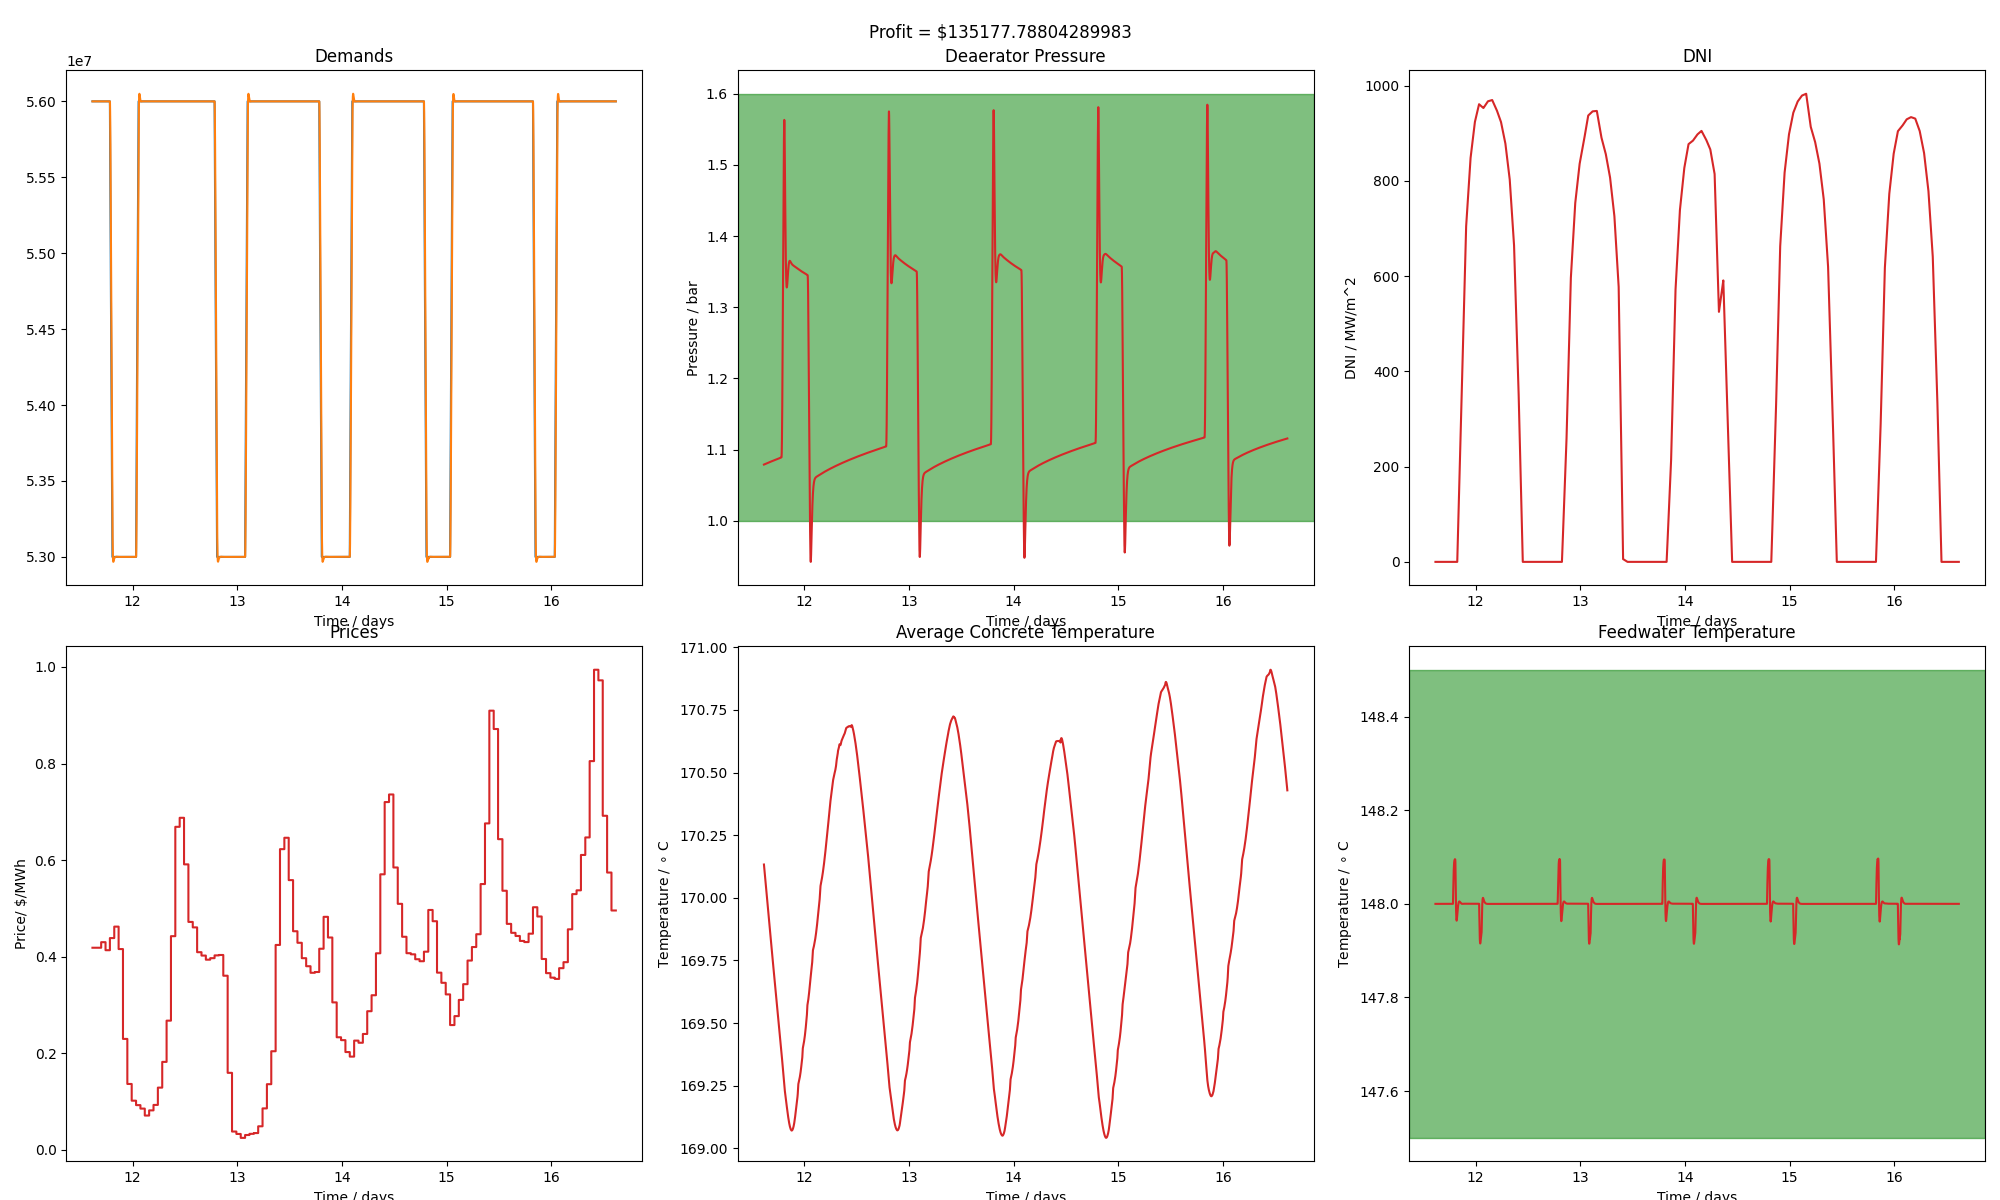 Profit = $135177.78804289983
Demands
1e7
5.60
5.55
5.50
5.45
5.40
5.35
5.30
12 13 14 15 16
Time / days
Deaerator Pressure
Pressure / bar
1.6
1.5
1.4
1.3
1.2
1.1
1.0
12 13 14 15 16
Time / days
DNI
DNI / MW/m^2
1000
800
600
400
200
0
12 13 14 15 16
Time / days
Prices
Price/ $/MWh
1.0
0.8
0.6
0.4
0.2
0.0
12 13 14 15 16
Time / days
Average Concrete Temperature
Temperature / ∘ C
171.00
170.75
170.50
170.25
170.00
169.75
169.50
169.25
169.00
12 13 14 15 16
Time / days
Feedwater Temperature
Temperature / ∘ C
148.4
148.2
148.0
147.8
147.6
12 13 14 15 16
Time / days